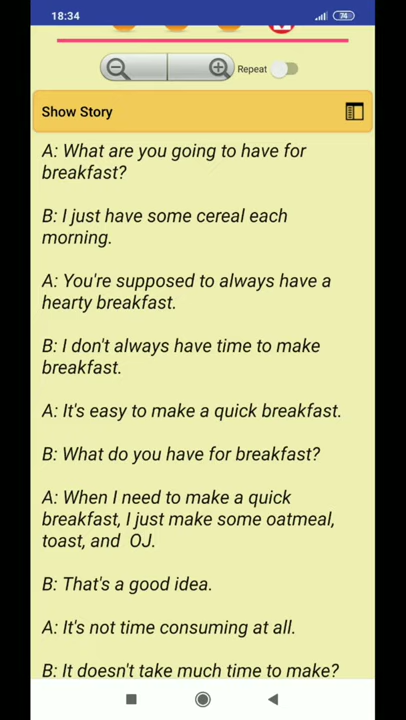 18:34
74
Repeat
Show Story
A: What are you going to have for
breakfast?
B: I just have some cereal each
morning.
A: You're supposed to always have a
hearty breakfast.
B: I don't always have time to make
breakfast.
A: It's easy to make a quick breakfast.
B: What do you have for breakfast?
A: When I need to make a quick
breakfast, I just make some oatmeal,
toast, and  OJ.
B: That's a good idea.
A: It's not time consuming at all.
B: It doesn't take much time to make?